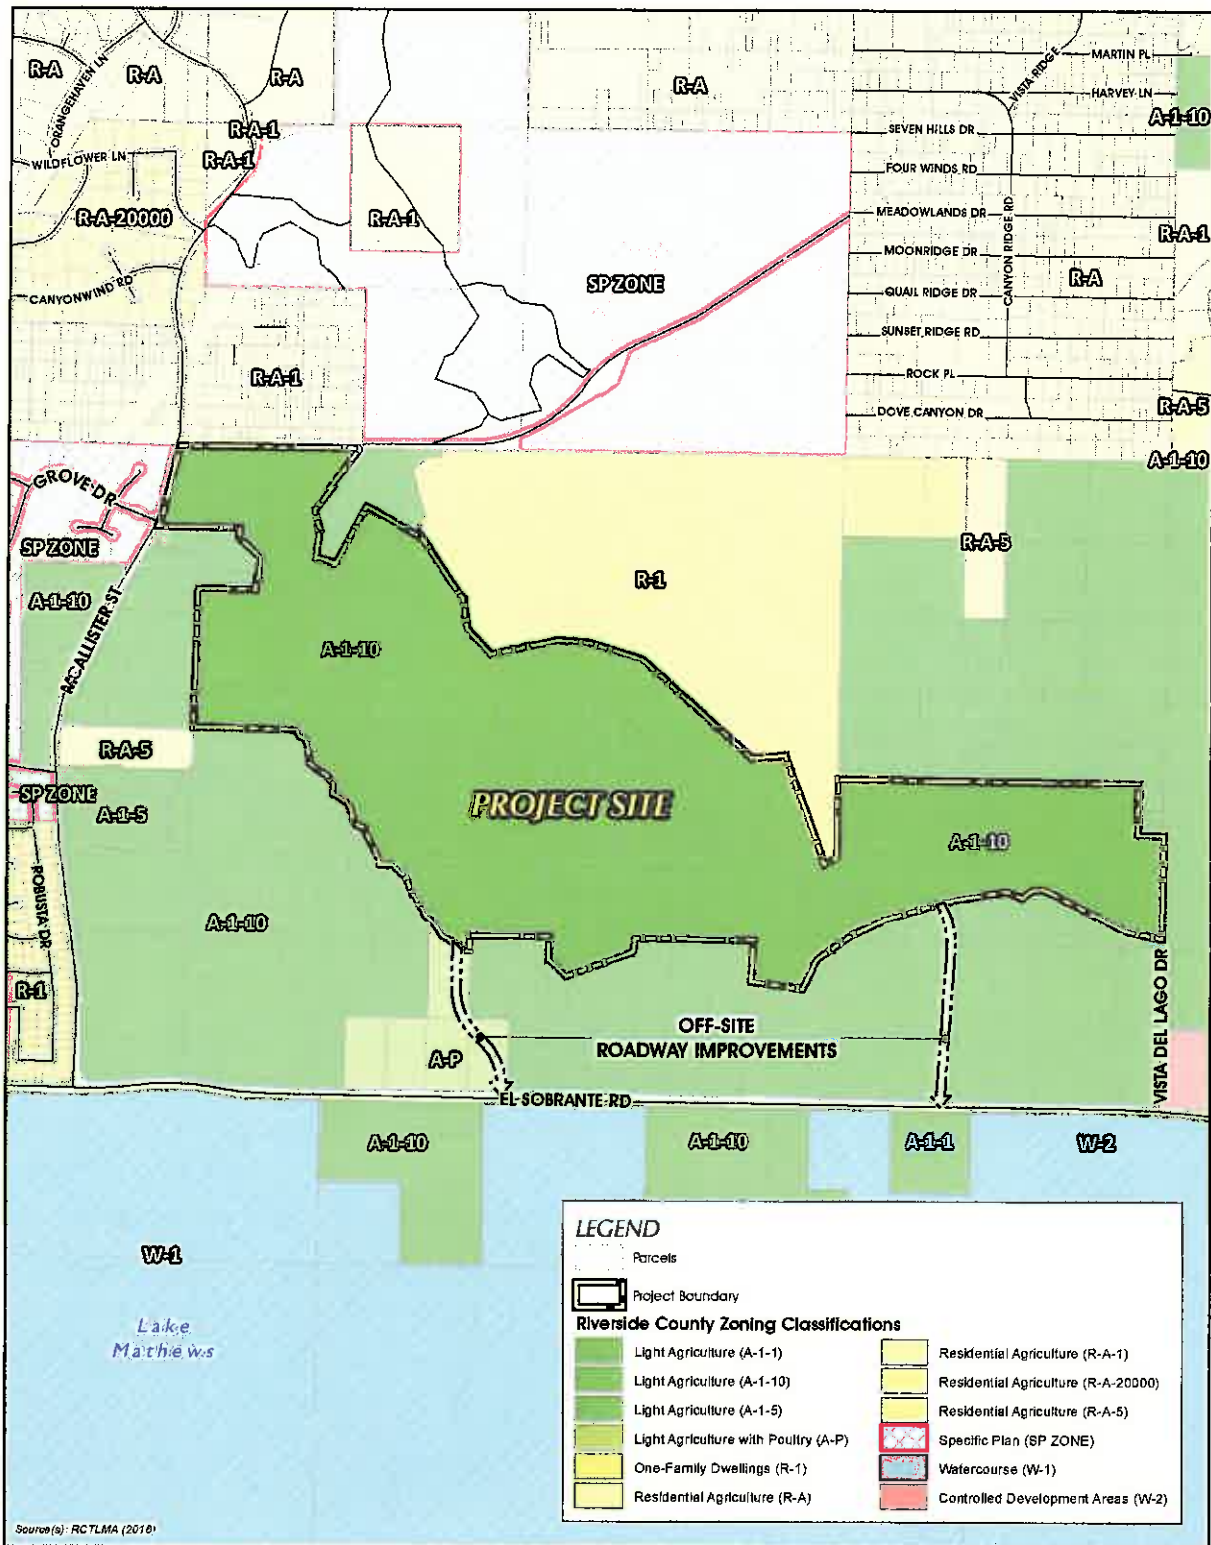 MARTIN PL
HARVEY LN
VISTA RIDGE
SEVEN HILLS DR
FOUR WINDS RD
MEADOWLANDS DR
MOONRIDGE DR
QUAIL RIDGE DR
SUNSET RIDGE RD
ROCK PL
DOVE CANYON DR
CANYON RIDGE RD
ORANGEHAVEN LN
WILDFLOWER LN
CANYONWIND RD
R-A
R-A
R-A
R-A
R-A-1
R-A-1
R-A-20000
R-A-1
R-A-1
SP ZONE
A-1-10
R-A-1
R-A
R-A-5
A-1-10
GROVE DR
SP ZONE
A-1-10
MCALLISTER ST
R-A-5
SP ZONE
A-1-5
ROBUSTA DR
R-1
A-1-10
R-1
R-A-5
A-1-10
PROJECT SITE
A-1-10
A-P
OFF-SITE
ROADWAY IMPROVEMENTS
VISTA DEL LAGO DR
EL SOBRANTE RD
A-1-10
A-1-10
A-1-1
W-2
W-1
Lake
Mathews
LEGEND
Parcels
Project Boundary
Riverside County Zoning Classifications
Light Agriculture (A-1-1)
Light Agriculture (A-1-10)
Light Agriculture (A-1-5)
Light Agriculture with Poultry (A-P)
One-Family Dwellings (R-1)
Residential Agriculture (R-A)
Residential Agriculture (R-A-1)
Residential Agriculture (R-A-20000)
Residential Agriculture (R-A-5)
Specific Plan (SP ZONE)
Watercourse (W-1)
Controlled Development Areas (W-2)
Source(s): RCTLMA (2016)